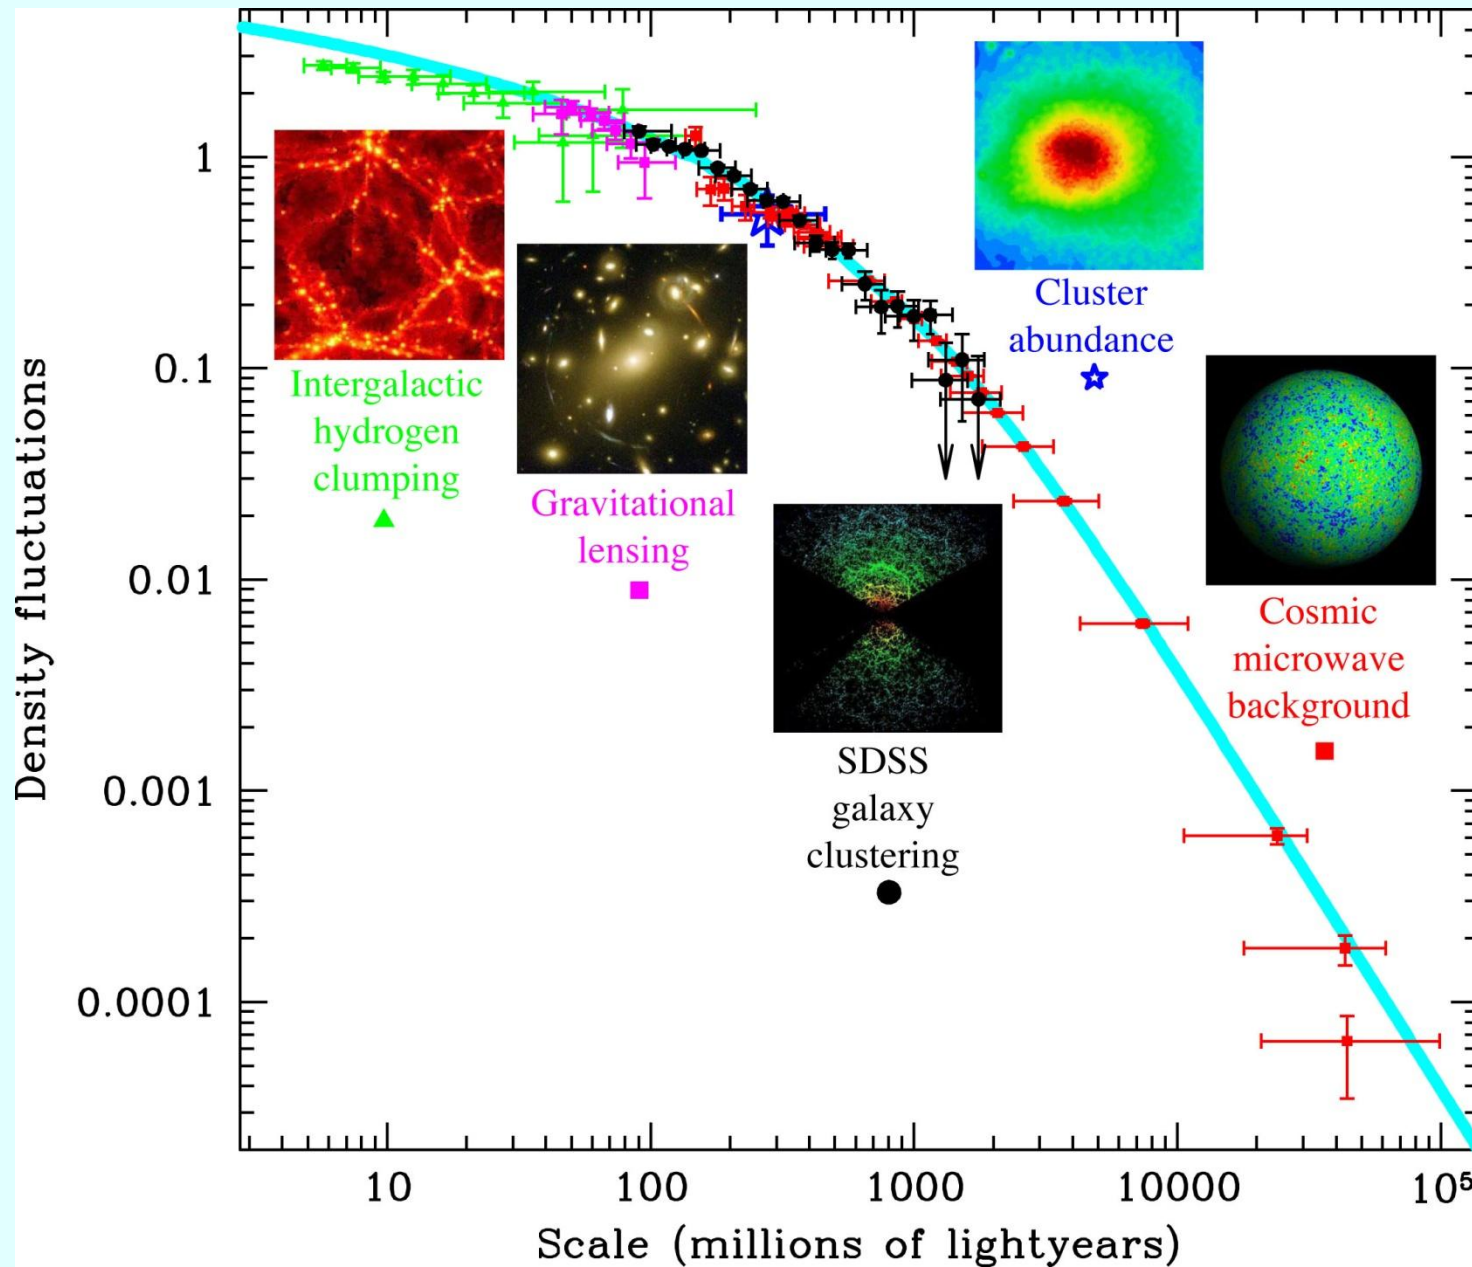 Density fluctuations
1
0.1
0.01
0.001
0.0001
Intergalactic
hydrogen
clumping
Gravitational
lensing
SDSS
galaxy
clustering
Cluster
abundance
Cosmic
microwave
background
10
100
1000
10000
10⁵
Scale (millions of lightyears)